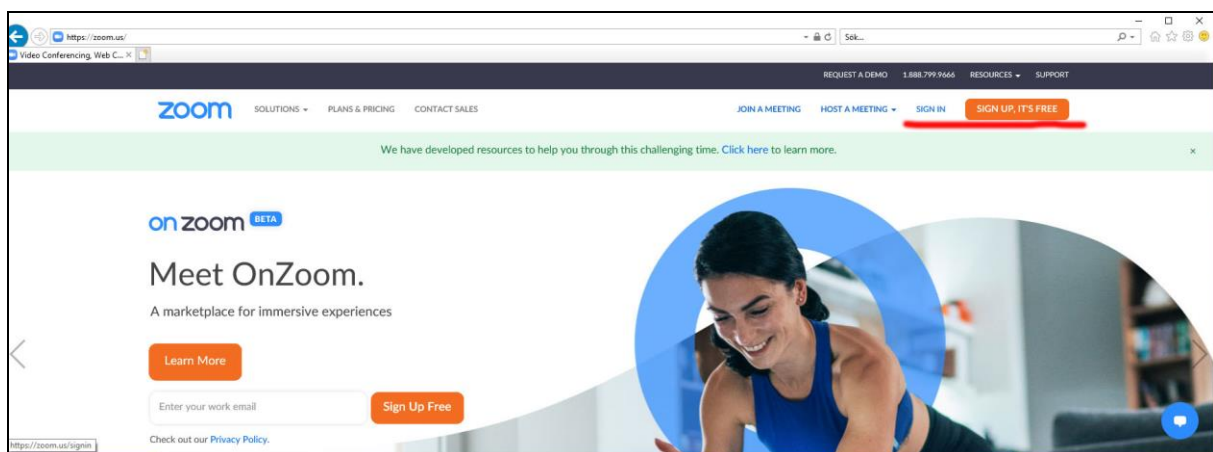 https://zoom.us/
Sök...
Video Conferencing, Web C...
REQUEST A DEMO 1.888.799.9666 RESOURCES SUPPORT
zoom SOLUTIONS PLANS & PRICING CONTACT SALES JOIN A MEETING HOST A MEETING SIGN IN SIGN UP, IT'S FREE
We have developed resources to help you through this challenging time. Click here to learn more.
on zoom BETA
Meet OnZoom.
A marketplace for immersive experiences
Learn More
Enter your work email Sign Up Free
Check out our Privacy Policy.
https://zoom.us/signin